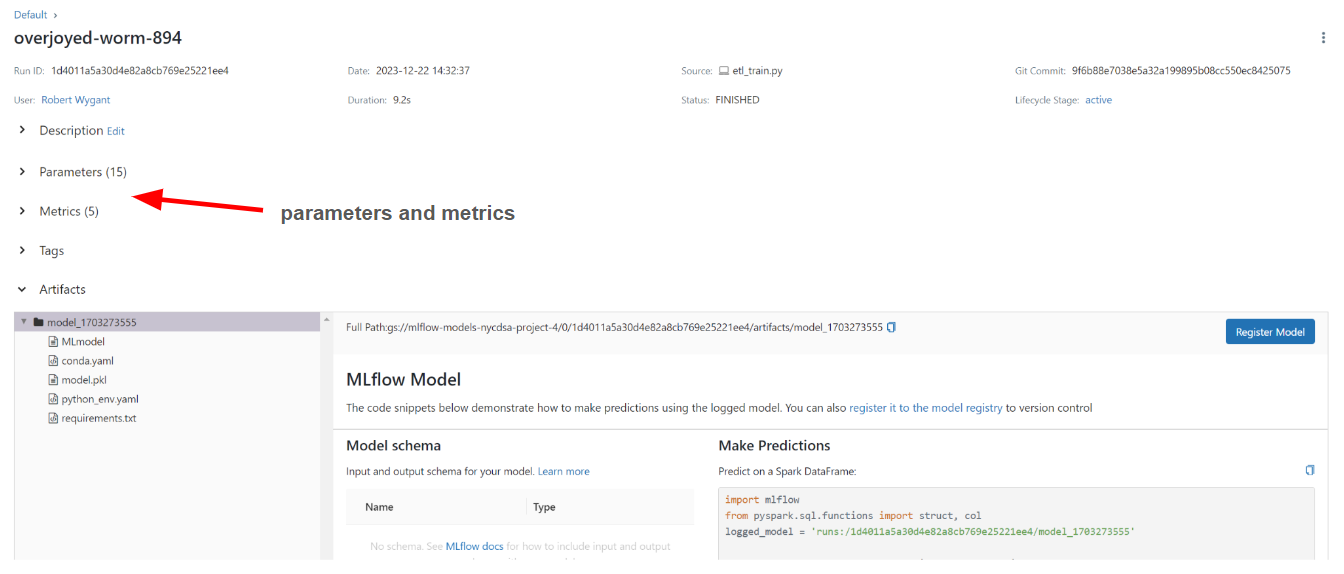 Default ›
overjoyed-worm-894
Run ID: 1d4011a5a30d4e82a8cb769e25221ee4 Date: 2023-12-22 14:32:37 Source: etl_train.py Git Commit: 9f6b88e7038e5a32a199895b08cc550ec8425075
User: Robert Wygant Duration: 9.2s Status: FINISHED Lifecycle Stage: active
Description Edit
Parameters (15)
Metrics (5)
parameters and metrics
Tags
Artifacts
model_1703273555
MLmodel
conda.yaml
model.pkl
python_env.yaml
requirements.txt
Full Path:gs://mlflow-models-nycdsa-project-4/0/1d4011a5a30d4e82a8cb769e25221ee4/artifacts/model_1703273555
Register Model
MLflow Model
The code snippets below demonstrate how to make predictions using the logged model. You can also register it to the model registry to version control
Model schema
Input and output schema for your model. Learn more
Name Type
No schema. See MLflow docs for how to include input and output
Make Predictions
Predict on a Spark DataFrame:
import mlflow
from pyspark.sql.functions import struct, col
logged_model = 'runs:/1d4011a5a30d4e82a8cb769e25221ee4/model_1703273555'